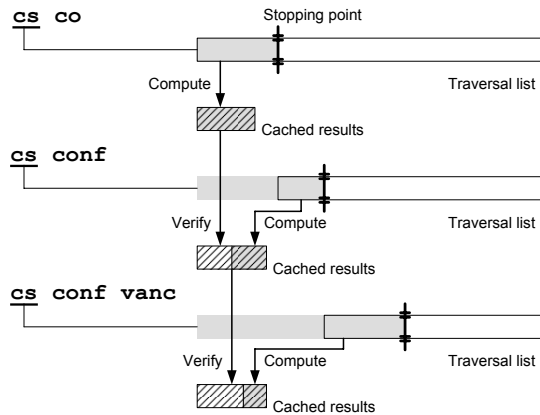 cs co
Stopping point
Compute
Traversal list
Cached results
cs conf
Verify
Compute
Traversal list
Cached results
cs conf vanc
Verify
Compute
Traversal list
Cached results